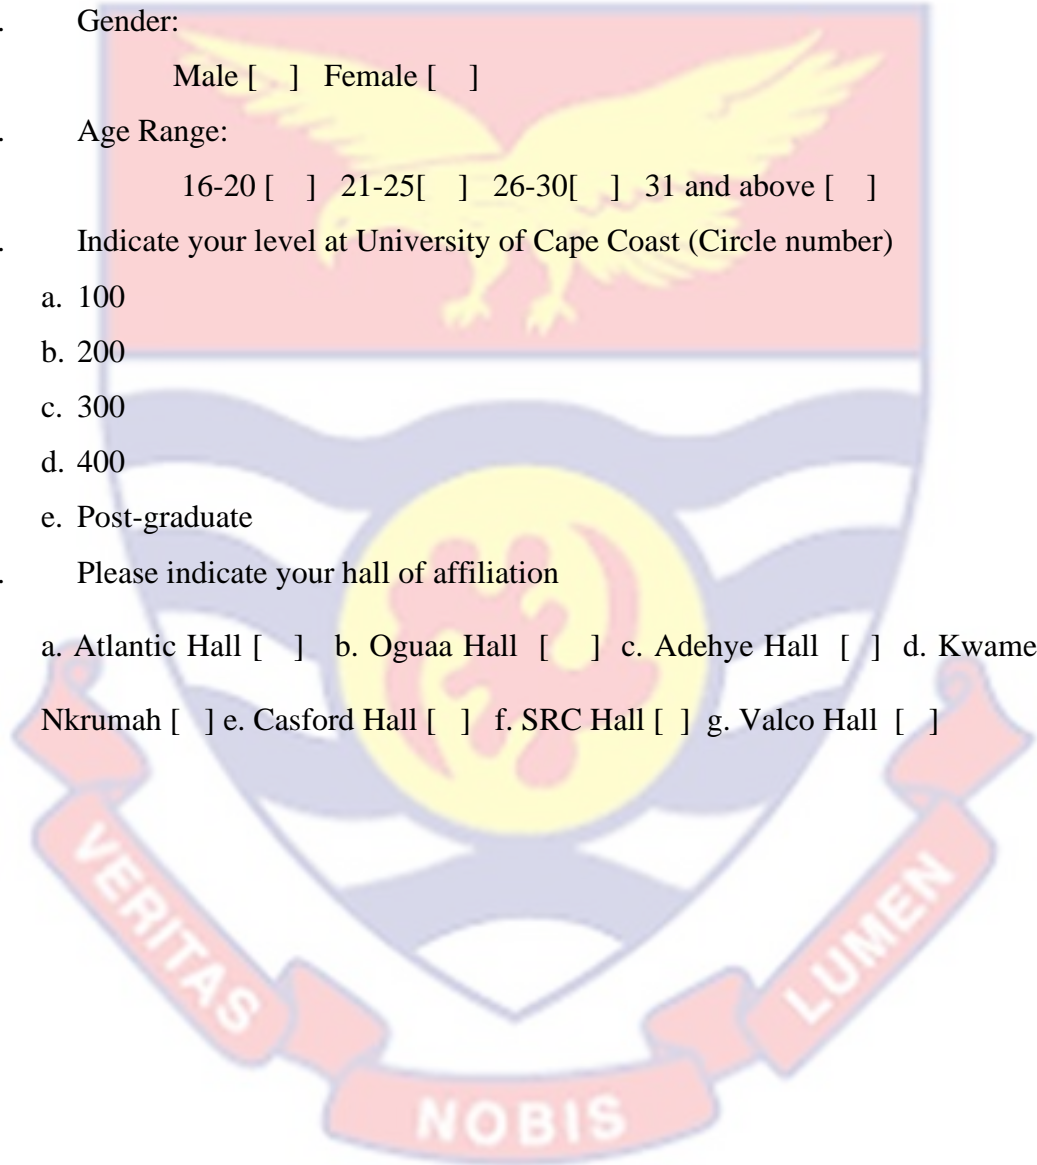 . Gender:
Male [ ] Female [ ]
. Age Range:
16-20 [ ] 21-25[ ] 26-30[ ] 31 and above [ ]
. Indicate your level at University of Cape Coast (Circle number)
a. 100
b. 200
c. 300
d. 400
e. Post-graduate
. Please indicate your hall of affiliation
a. Atlantic Hall [ ] b. Oguaa Hall [ ] c. Adehye Hall [ ] d. Kwame
Nkrumah [ ] e. Casford Hall [ ] f. SRC Hall [ ] g. Valco Hall [ ]
VERITAS
NOBIS
LUMEN